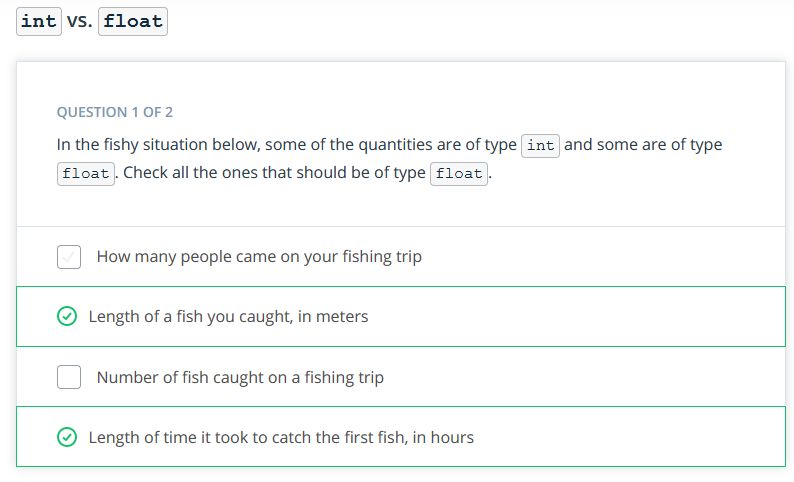 int vs. float
QUESTION 1 OF 2
In the fishy situation below, some of the quantities are of type int and some are of type
float. Check all the ones that should be of type float.
How many people came on your fishing trip
Length of a fish you caught, in meters
Number of fish caught on a fishing trip
Length of time it took to catch the first fish, in hours